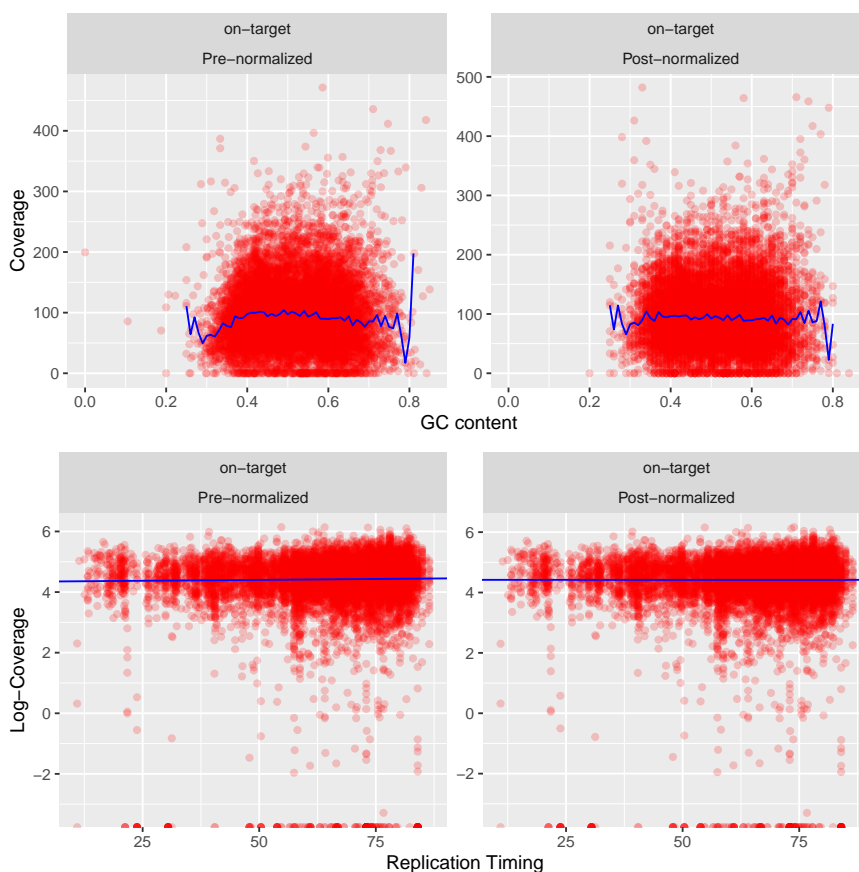 on-target
Pre-normalized
on-target
Post-normalized
Coverage
400
300
200
100
0
500
400
300
200
100
0
0.0 0.2 0.4 0.6 0.8
0.0 0.2 0.4 0.6 0.8
GC content
on-target
Pre-normalized
on-target
Post-normalized
Log-Coverage
6
4
2
0
-2
6
4
2
0
-2
25 50 75
25 50 75
Replication Timing